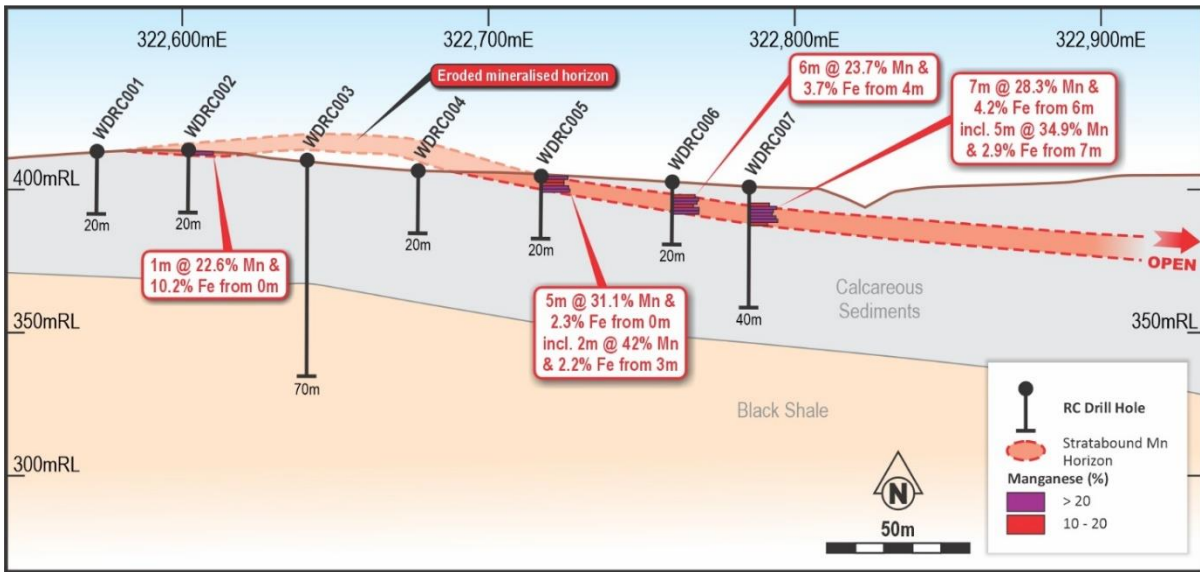 322,600mE
322,700mE
322,800mE
322,900mE
WDRC001
WDRC002
WDRC003
WDRC004
WDRC005
WDRC006
WDRC007
Eroded mineralised horizon
6m @ 23.7% Mn &
3.7% Fe from 4m
7m @ 28.3% Mn &
4.2% Fe from 6m
incl. 5m @ 34.9% Mn
& 2.9% Fe from 7m
400mRL
400mRL
20m
20m
20m
20m
20m
1m @ 22.6% Mn &
10.2% Fe from 0m
5m @ 31.1% Mn &
2.3% Fe from 0m
incl. 2m @ 42% Mn
& 2.2% Fe from 3m
OPEN
Calcareous
Sediments
350mRL
350mRL
40m
70m
Black Shale
300mRL
N
50m
RC Drill Hole
Stratabound Mn
Horizon
Manganese (%)
> 20
10 - 20